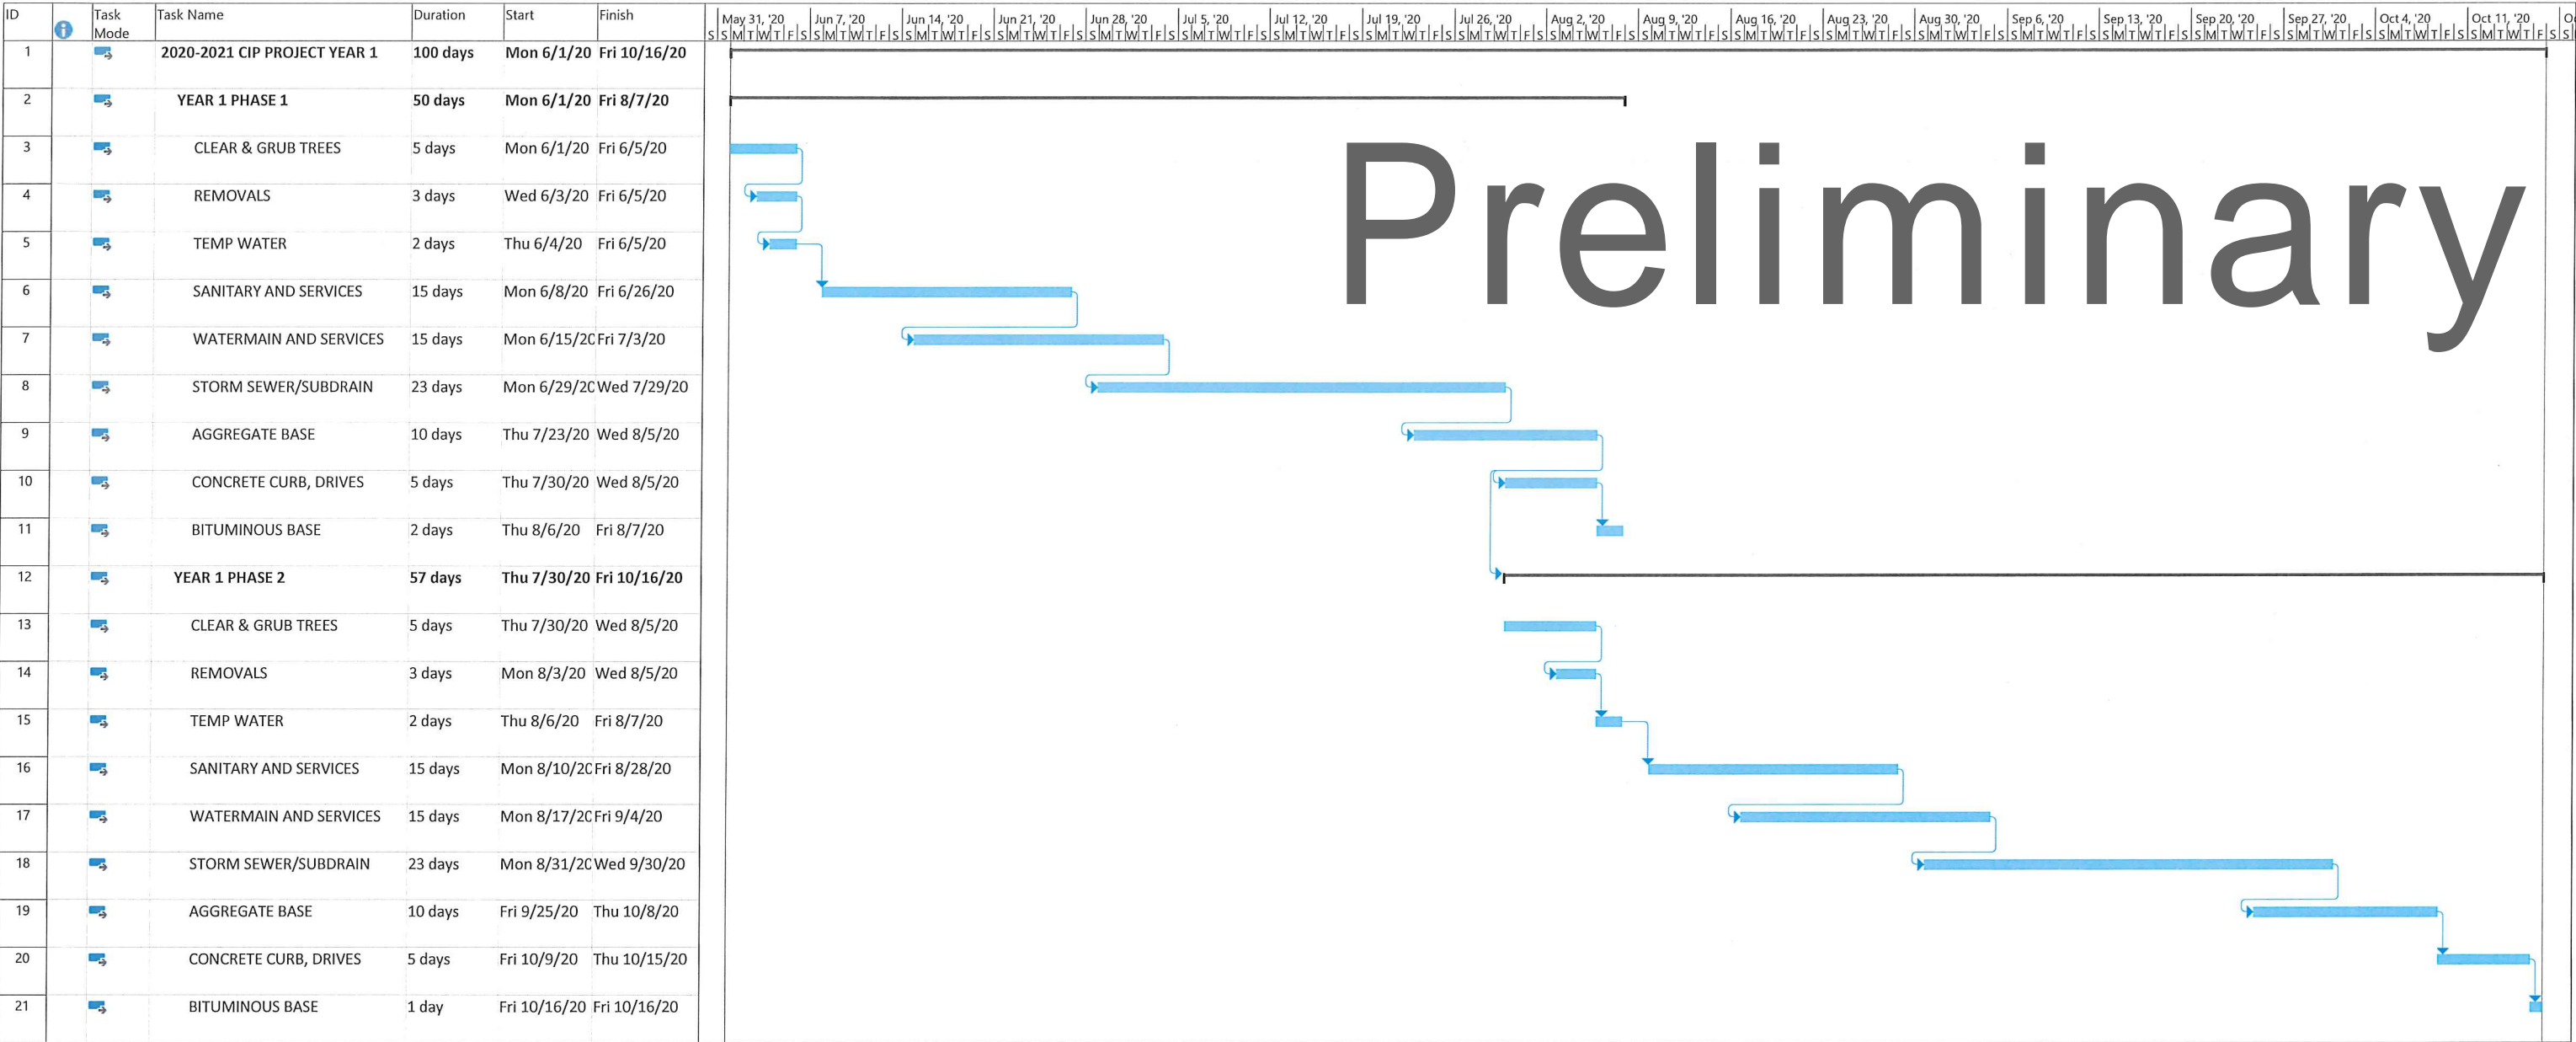 ID Task Mode Task Name Duration Start Finish May 31, '20 Jun 7, '20 Jun 14, '20 Jun 21, '20 Jun 28, '20 Jul 5, '20 Jul 12, '20 Jul 19, '20 Jul 26, '20 Aug 2, '20 Aug 9, '20 Aug 16, '20 Aug 23, '20 Aug 30, '20 Sep 6, '20 Sep 13, '20 Sep 20, '20 Sep 27, '20 Oct 4, '20 Oct 11, '20
S S M T W T F S S M T W T F S S M T W T F S S M T W T F S S M T W T F S S M T W T F S S M T W T F S S M T W T F S S M T W T F S S M T W T F S S M T W T F S S M T W T F S S M T W T F S S M T W T F S S M T W T F S S M T W T F S S M T W T F S S M T W T F S S M T W T F S S M T W T F S S
1 2020-2021 CIP PROJECT YEAR 1 100 days Mon 6/1/20 Fri 10/16/20
2 YEAR 1 PHASE 1 50 days Mon 6/1/20 Fri 8/7/20
Preliminary
3 CLEAR & GRUB TREES 5 days Mon 6/1/20 Fri 6/5/20
4 REMOVALS 3 days Wed 6/3/20 Fri 6/5/20
5 TEMP WATER 2 days Thu 6/4/20 Fri 6/5/20
6 SANITARY AND SERVICES 15 days Mon 6/8/20 Fri 6/26/20
7 WATERMAIN AND SERVICES 15 days Mon 6/15/20 Fri 7/3/20
8 STORM SEWER/SUBDRAIN 23 days Mon 6/29/20 Wed 7/29/20
9 AGGREGATE BASE 10 days Thu 7/23/20 Wed 8/5/20
10 CONCRETE CURB, DRIVES 5 days Thu 7/30/20 Wed 8/5/20
11 BITUMINOUS BASE 2 days Thu 8/6/20 Fri 8/7/20
12 YEAR 1 PHASE 2 57 days Thu 7/30/20 Fri 10/16/20
13 CLEAR & GRUB TREES 5 days Thu 7/30/20 Wed 8/5/20
14 REMOVALS 3 days Mon 8/3/20 Wed 8/5/20
15 TEMP WATER 2 days Thu 8/6/20 Fri 8/7/20
16 SANITARY AND SERVICES 15 days Mon 8/10/20 Fri 8/28/20
17 WATERMAIN AND SERVICES 15 days Mon 8/17/20 Fri 9/4/20
18 STORM SEWER/SUBDRAIN 23 days Mon 8/31/20 Wed 9/30/20
19 AGGREGATE BASE 10 days Fri 9/25/20 Thu 10/8/20
20 CONCRETE CURB, DRIVES 5 days Fri 10/9/20 Thu 10/15/20
21 BITUMINOUS BASE 1 day Fri 10/16/20 Fri 10/16/20